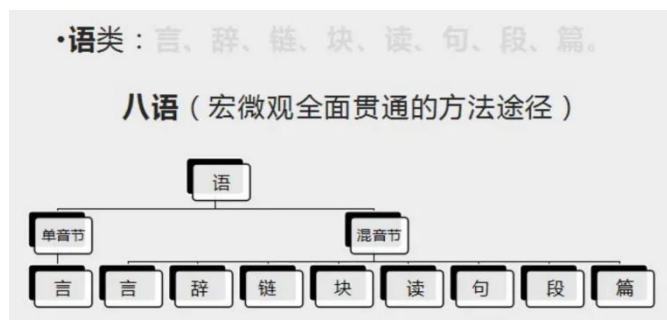 •语类：言、辞、链、块、读、句、段、篇。
八语（宏微观全面贯通的方法途径）
语
单音节 混音节
言 言 辞 链 块 读 句 段 篇